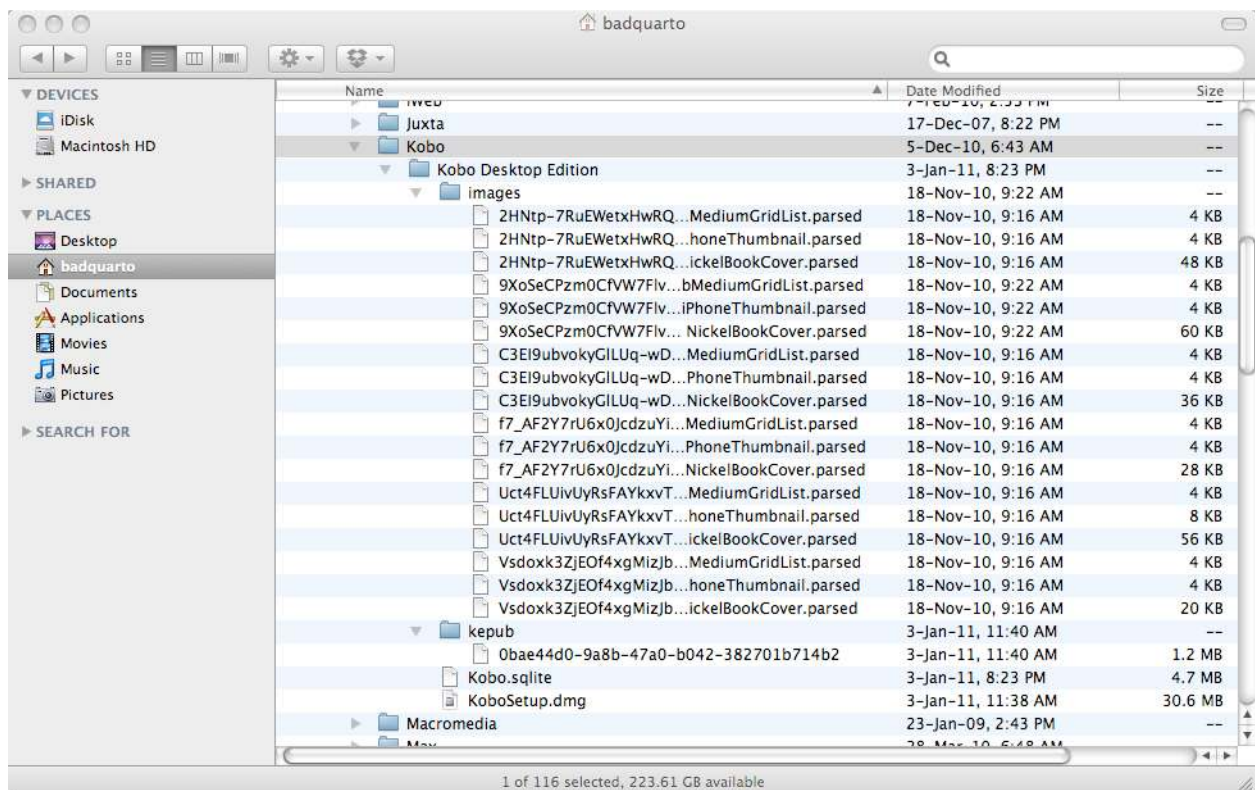 badquarto
Name Date Modified Size
DEVICES
iDisk
Macintosh HD
SHARED
PLACES
Desktop
badquarto
Documents
Applications
Movies
Music
Pictures
SEARCH FOR
iWeb 7-Feb-10, 2:53 PM --
Juxta 17-Dec-07, 8:22 PM --
Kobo 5-Dec-10, 6:43 AM --
Kobo Desktop Edition 3-Jan-11, 8:23 PM --
images 18-Nov-10, 9:22 AM --
2HNtp-7RuEWetxHwRQ...MediumGridList.parsed 18-Nov-10, 9:16 AM 4 KB
2HNtp-7RuEWetxHwRQ...honeThumbnail.parsed 18-Nov-10, 9:16 AM 4 KB
2HNtp-7RuEWetxHwRQ...ickelBookCover.parsed 18-Nov-10, 9:16 AM 48 KB
9XoSeCPzm0CfVW7Flv...bMediumGridList.parsed 18-Nov-10, 9:22 AM 4 KB
9XoSeCPzm0CfVW7Flv...iPhoneThumbnail.parsed 18-Nov-10, 9:22 AM 4 KB
9XoSeCPzm0CfVW7Flv... NickelBookCover.parsed 18-Nov-10, 9:22 AM 60 KB
C3EI9ubvokyGlLUq-wD...MediumGridList.parsed 18-Nov-10, 9:16 AM 4 KB
C3EI9ubvokyGlLUq-wD...PhoneThumbnail.parsed 18-Nov-10, 9:16 AM 4 KB
C3EI9ubvokyGlLUq-wD...NickelBookCover.parsed 18-Nov-10, 9:16 AM 36 KB
f7_AF2Y7rU6x0JcdzuYi...MediumGridList.parsed 18-Nov-10, 9:16 AM 4 KB
f7_AF2Y7rU6x0JcdzuYi...PhoneThumbnail.parsed 18-Nov-10, 9:16 AM 4 KB
f7_AF2Y7rU6x0JcdzuYi...NickelBookCover.parsed 18-Nov-10, 9:16 AM 28 KB
Uct4FLUivUyRsFAYkxvT...MediumGridList.parsed 18-Nov-10, 9:16 AM 4 KB
Uct4FLUivUyRsFAYkxvT...honeThumbnail.parsed 18-Nov-10, 9:16 AM 8 KB
Uct4FLUivUyRsFAYkxvT...ickelBookCover.parsed 18-Nov-10, 9:16 AM 56 KB
Vsdoxk3ZjEOf4xgMizJb...MediumGridList.parsed 18-Nov-10, 9:16 AM 4 KB
Vsdoxk3ZjEOf4xgMizJb...honeThumbnail.parsed 18-Nov-10, 9:16 AM 4 KB
Vsdoxk3ZjEOf4xgMizJb...ickelBookCover.parsed 18-Nov-10, 9:16 AM 20 KB
kepub 3-Jan-11, 11:40 AM --
0bae44d0-9a8b-47a0-b042-382701b714b2 3-Jan-11, 11:40 AM 1.2 MB
Kobo.sqlite 3-Jan-11, 8:23 PM 4.7 MB
KoboSetup.dmg 3-Jan-11, 11:38 AM 30.6 MB
Macromedia 23-Jan-09, 2:43 PM --
Max 28-Mar-10, 6:48 AM --
1 of 116 selected, 223.61 GB available